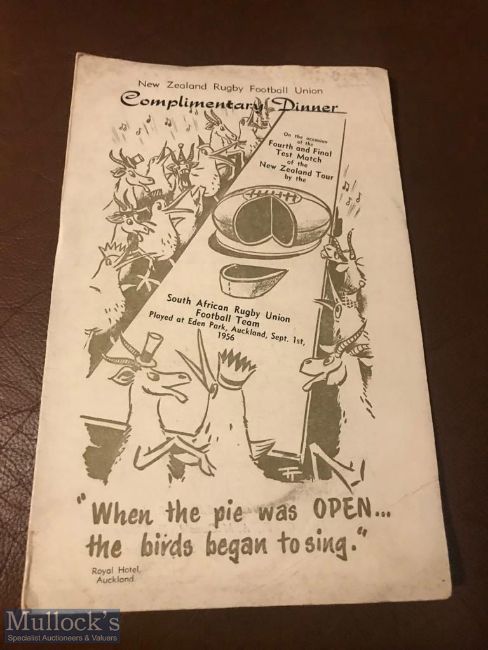 New Zealand Rugby Football Union
Complimentary Dinner
On the occasion
of the
Fourth and Final
Test Match
of the
New Zealand Tour
by the
South African Rugby Union
Football Team
Played at Eden Park, Auckland, Sept. 1st,
1956
"When the pie was OPEN...
the birds began to sing."
Royal Hotel,
Auckland
Mullock's
Specialist Auctioneers & Valuers